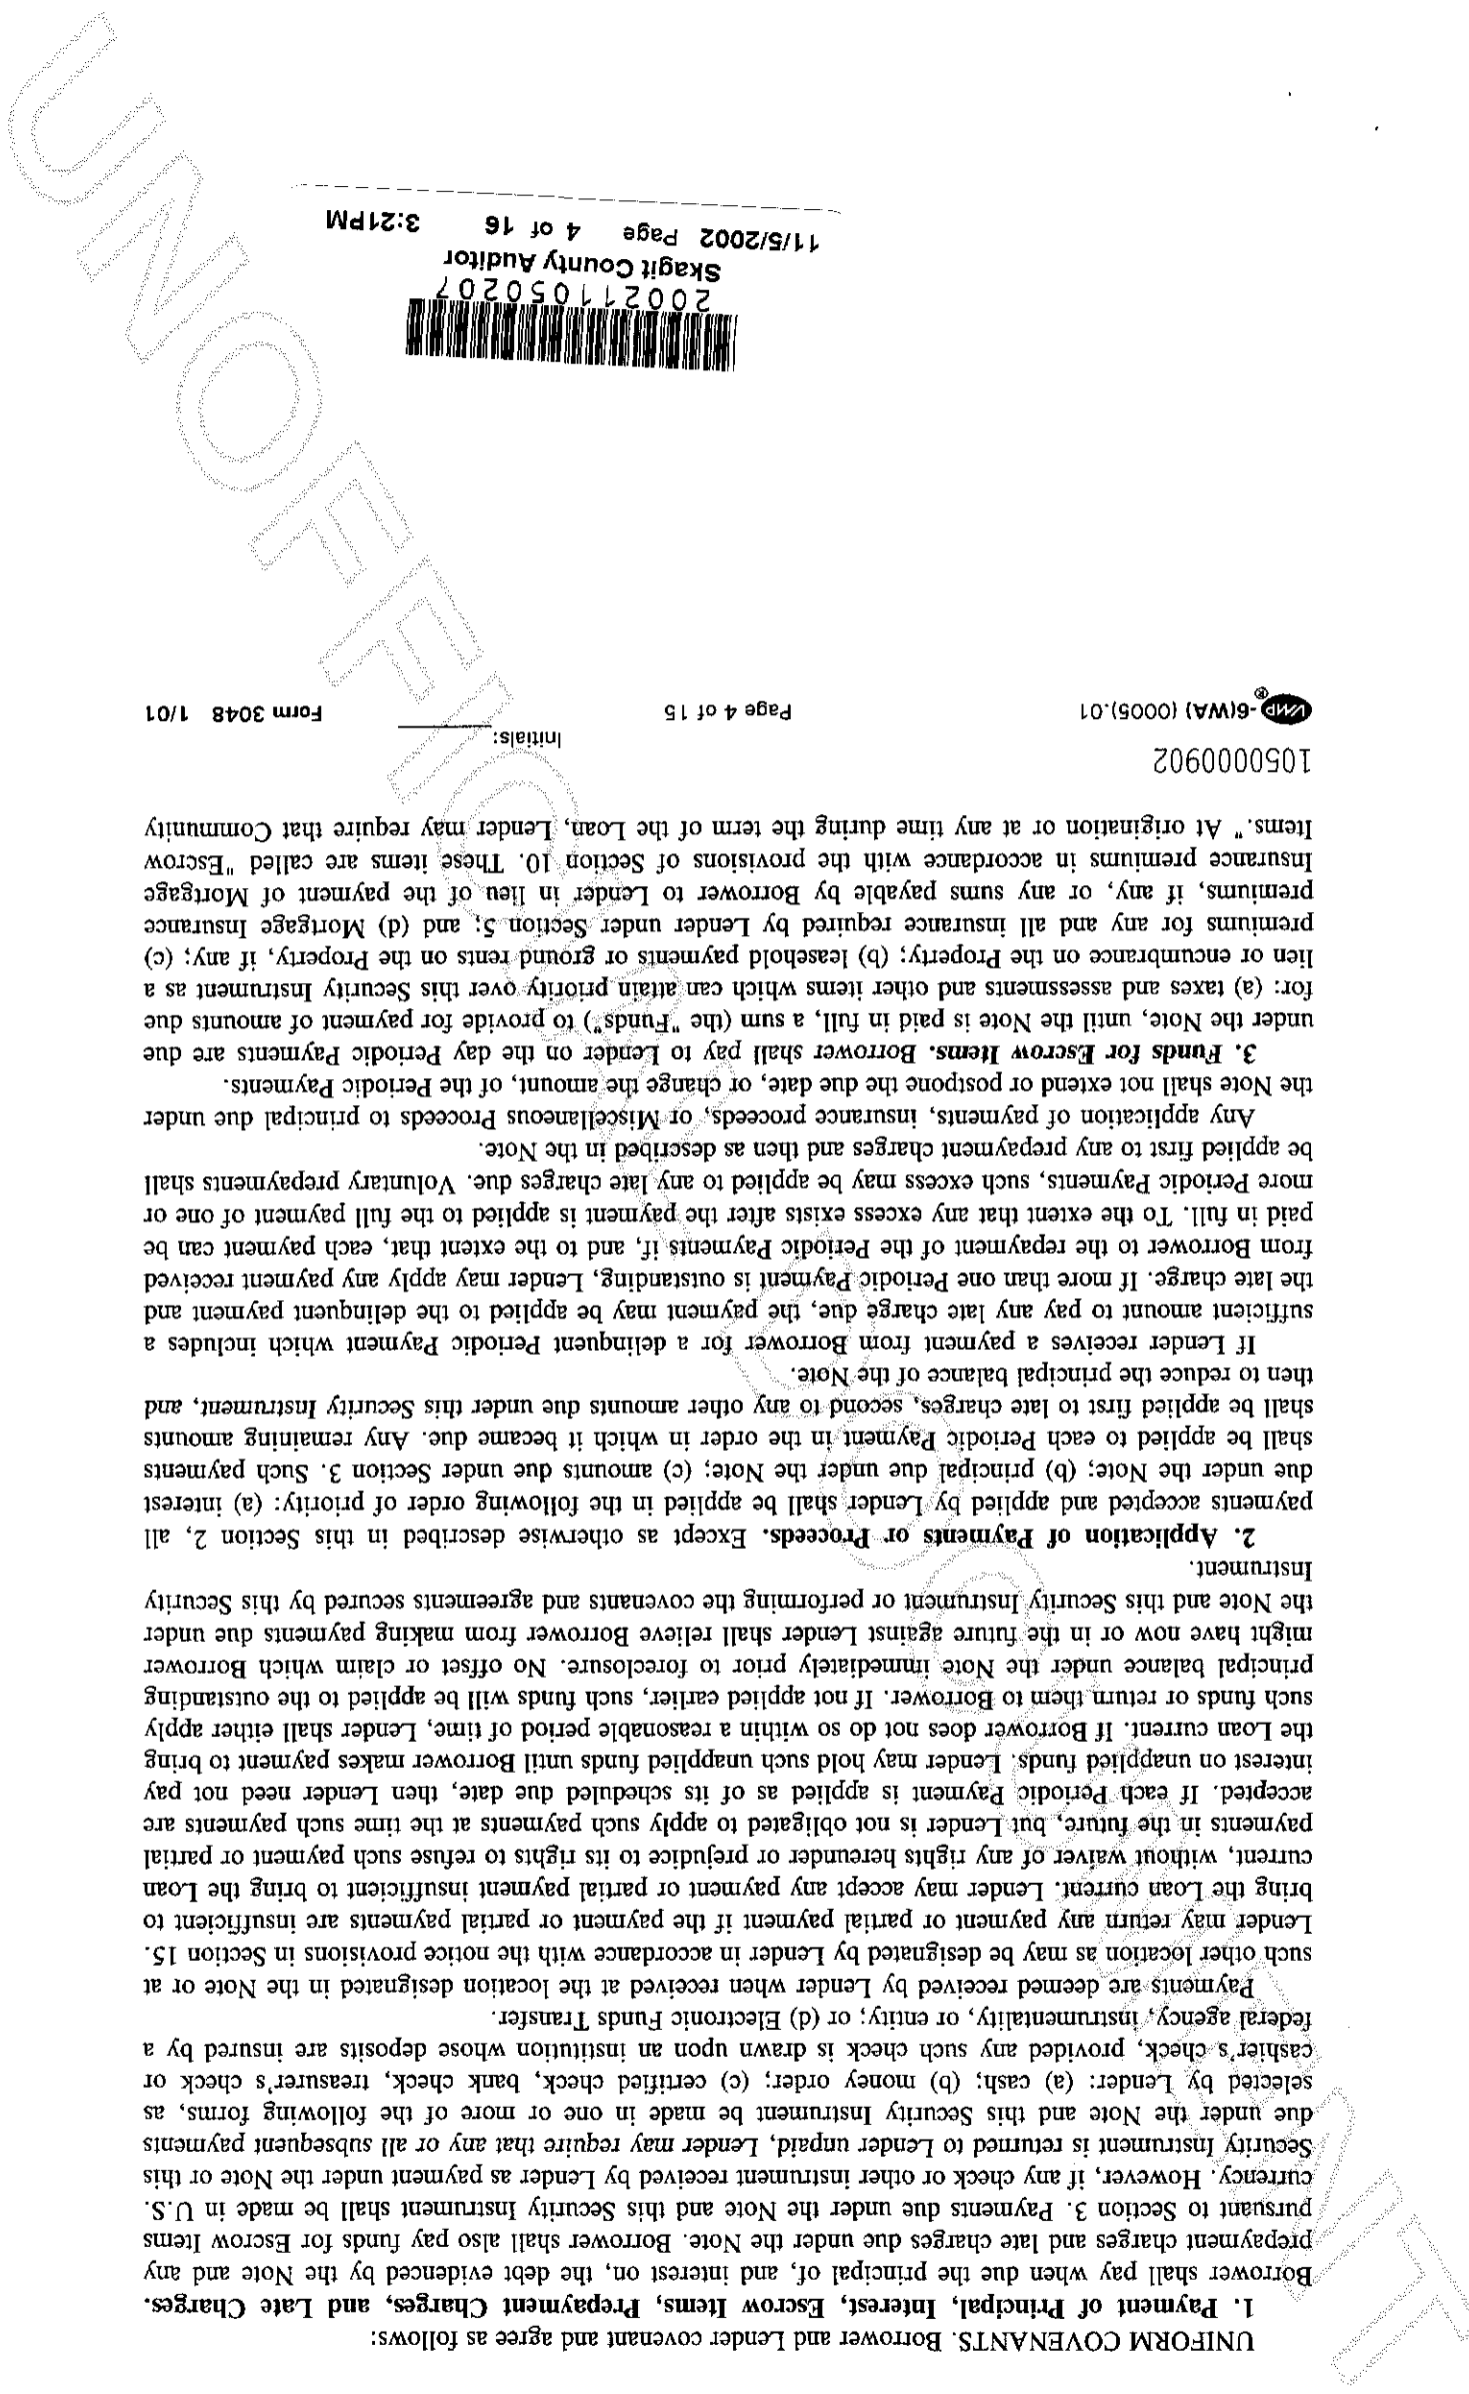 UNIFORM COVENANTS. Borrower and Lender covenant and agree as follows:
1. Payment of Principal, Interest, Escrow Items, Prepayment Charges, and Late Charges.
Borrower shall pay when due the principal of, and interest on, the debt evidenced by the Note and any
prepayment charges and late charges due under the Note. Borrower shall also pay funds for Escrow Items
pursuant to Section 3. Payments due under the Note and this Security Instrument shall be made in U.S.
currency. However, if any check or other instrument received by Lender as payment under the Note or this
Security Instrument is returned to Lender unpaid, Lender may require that any or all subsequent payments
due under the Note and this Security Instrument be made in one or more of the following forms, as
selected by Lender: (a) cash; (b) money order; (c) certified check, bank check, treasurer's check or
cashier's check, provided any such check is drawn upon an institution whose deposits are insured by a
federal agency, instrumentality, or entity; or (d) Electronic Funds Transfer.
Payments are deemed received by Lender when received at the location designated in the Note or at
such other location as may be designated by Lender in accordance with the notice provisions in Section 15.
Lender may return any payment or partial payment if the payment or partial payments are insufficient to
bring the Loan current. Lender may accept any payment or partial payment insufficient to bring the Loan
current, without waiver of any rights hereunder or prejudice to its rights to refuse such payment or partial
payments in the future, but Lender is not obligated to apply such payments at the time such payments are
accepted. If each Periodic Payment is applied as of its scheduled due date, then Lender need not pay
interest on unapplied funds. Lender may hold such unapplied funds until Borrower makes payment to bring
the Loan current. If Borrower does not do so within a reasonable period of time, Lender shall either apply
such funds or return them to Borrower. If not applied earlier, such funds will be applied to the outstanding
principal balance under the Note immediately prior to foreclosure. No offset or claim which Borrower
might have now or in the future against Lender shall relieve Borrower from making payments due under
the Note and this Security Instrument or performing the covenants and agreements secured by this Security
Instrument.
2. Application of Payments or Proceeds. Except as otherwise described in this Section 2, all
payments accepted and applied by Lender shall be applied in the following order of priority: (a) interest
due under the Note; (b) principal due under the Note; (c) amounts due under Section 3. Such payments
shall be applied to each Periodic Payment in the order in which it became due. Any remaining amounts
shall be applied first to late charges, second to any other amounts due under this Security Instrument, and
then to reduce the principal balance of the Note.
If Lender receives a payment from Borrower for a delinquent Periodic Payment which includes a
sufficient amount to pay any late charge due, the payment may be applied to the delinquent payment and
the late charge. If more than one Periodic Payment is outstanding, Lender may apply any payment received
from Borrower to the repayment of the Periodic Payments if, and to the extent that, each payment can be
paid in full. To the extent that any excess exists after the payment is applied to the full payment of one or
more Periodic Payments, such excess may be applied to any late charges due. Voluntary prepayments shall
be applied first to any prepayment charges and then as described in the Note.
Any application of payments, insurance proceeds, or Miscellaneous Proceeds to principal due under
the Note shall not extend or postpone the due date, or change the amount, of the Periodic Payments.
3. Funds for Escrow Items. Borrower shall pay to Lender on the day Periodic Payments are due
under the Note, until the Note is paid in full, a sum (the "Funds") to provide for payment of amounts due
for: (a) taxes and assessments and other items which can attain priority over this Security Instrument as a
lien or encumbrance on the Property; (b) leasehold payments or ground rents on the Property, if any; (c)
premiums for any and all insurance required by Lender under Section 5; and (d) Mortgage Insurance
premiums, if any, or any sums payable by Borrower to Lender in lieu of the payment of Mortgage
Insurance premiums in accordance with the provisions of Section 10. These items are called "Escrow
Items." At origination or at any time during the term of the Loan, Lender may require that Community
1050000902
Initials:
VMP®-6(WA) (0005).01 Page 4 of 15 Form 3048 1/01
200211050207
Skagit County Auditor
11/5/2002 Page 4 of 16 3:21PM
UNOFFICIAL DOCUMENT